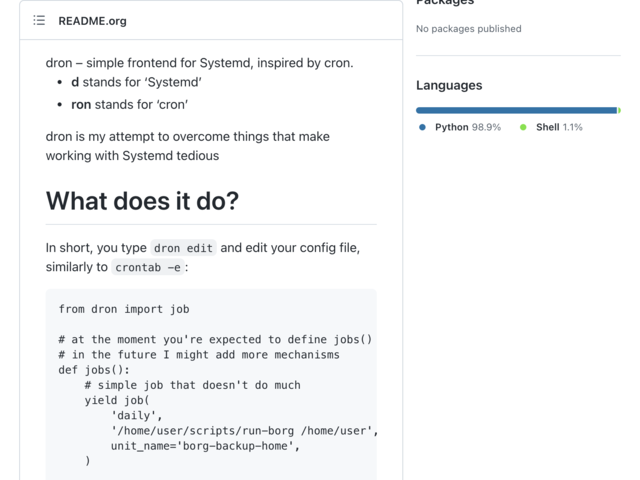 Packages
README.org
No packages published
dron – simple frontend for Systemd, inspired by cron.
• d stands for ‘Systemd’
• ron stands for ‘cron’
dron is my attempt to overcome things that make
working with Systemd tedious
Languages
Python 98.9%
Shell 1.1%
What does it do?
In short, you type dron edit and edit your config file,
similarly to crontab -e:
from dron import job
# at the moment you're expected to define jobs()
# in the future I might add more mechanisms
def jobs():
    # simple job that doesn't do much
    yield job(
        'daily',
        '/home/user/scripts/run-borg /home/user',
        unit_name='borg-backup-home',
    )